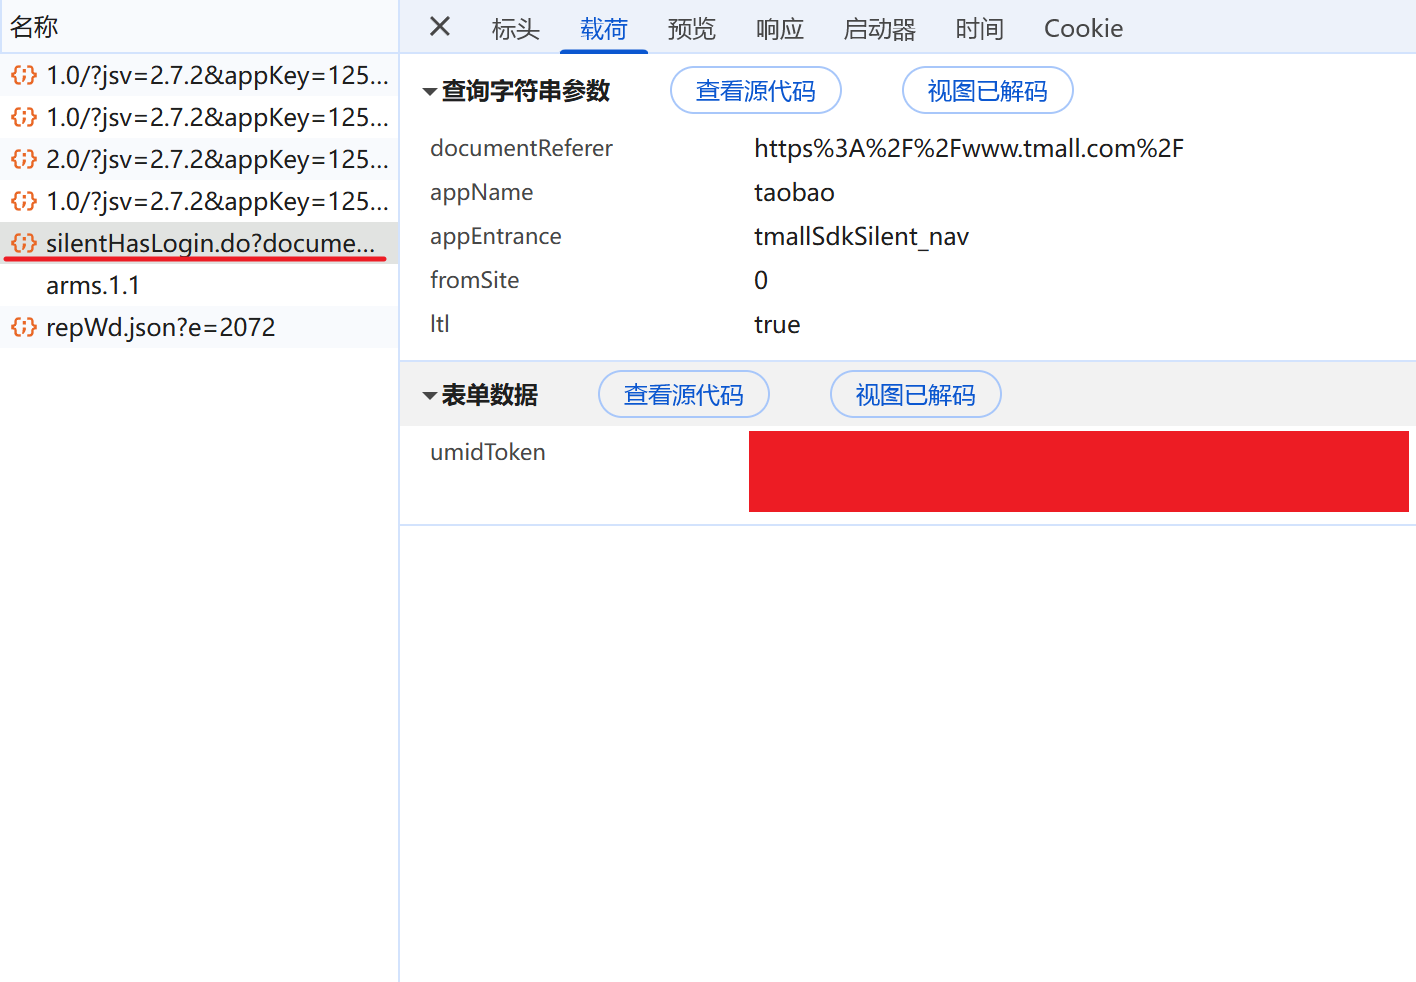 名称
1.0/?jsv=2.7.2&appKey=125...
1.0/?jsv=2.7.2&appKey=125...
2.0/?jsv=2.7.2&appKey=125...
1.0/?jsv=2.7.2&appKey=125...
silentHasLogin.do?docume...
arms.1.1
repWd.json?e=2072
标头 载荷 预览 响应 启动器 时间 Cookie
查询字符串参数 查看源代码 视图已解码
documentReferer https%3A%2F%2Fwww.tmall.com%2F
appName taobao
appEntrance tmallSdkSilent_nav
fromSite 0
ltl true
表单数据 查看源代码 视图已解码
umidToken